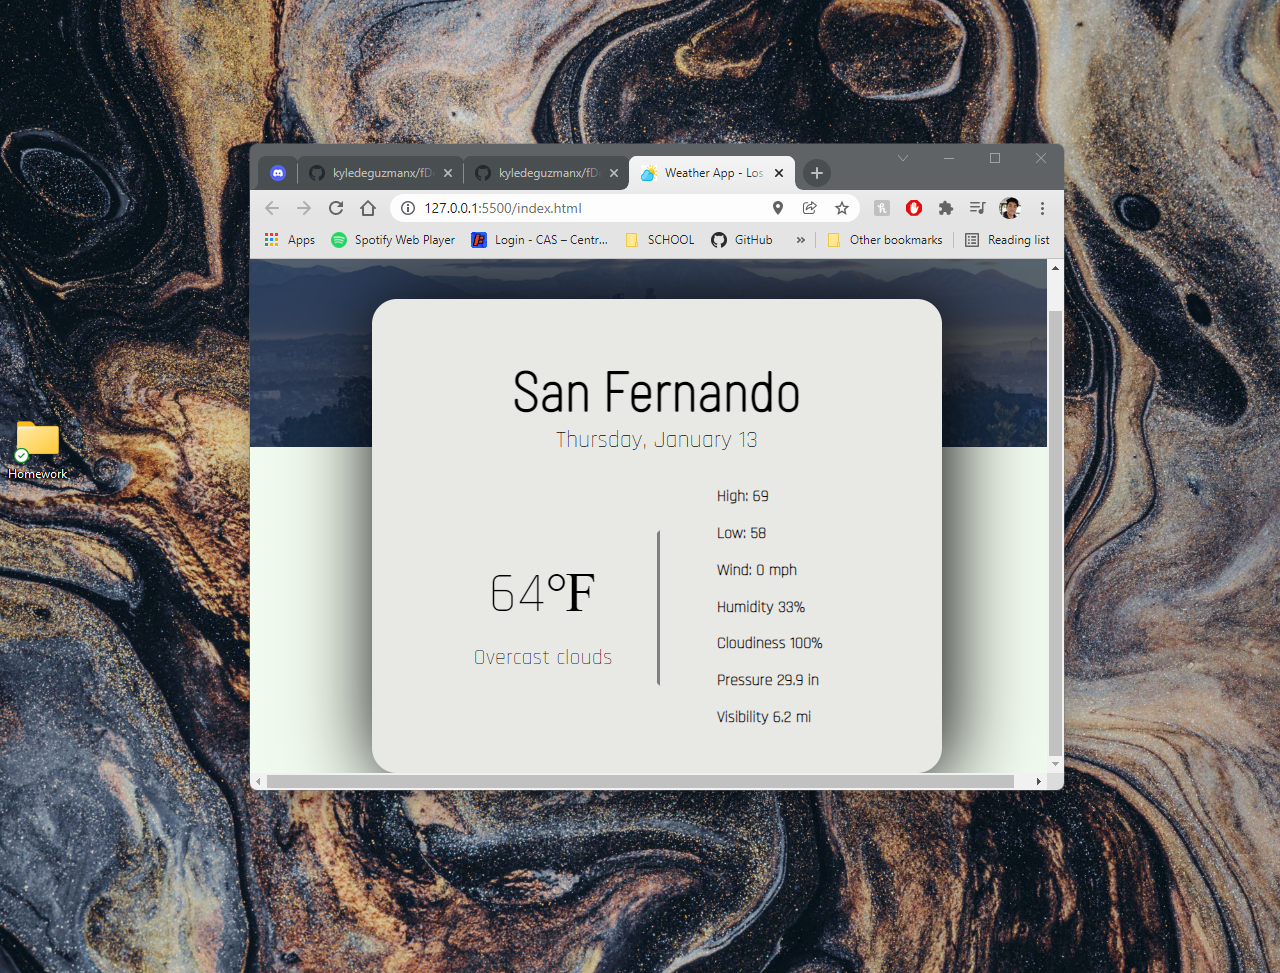 kyledeguzmanx/fD
kyledeguzmanx/fD
Weather App - Los
127.0.0.1:5500/index.html
Apps
Spotify Web Player
Login - CAS – Centr...
SCHOOL
GitHub
»
Other bookmarks
Reading list
San Fernando
Thursday, January 13
High: 69
Low: 58
Wind: 0 mph
Humidity 33%
Cloudiness 100%
Pressure 29.9 in
Visibility 6.2 mi
64°F
Overcast clouds
Homework